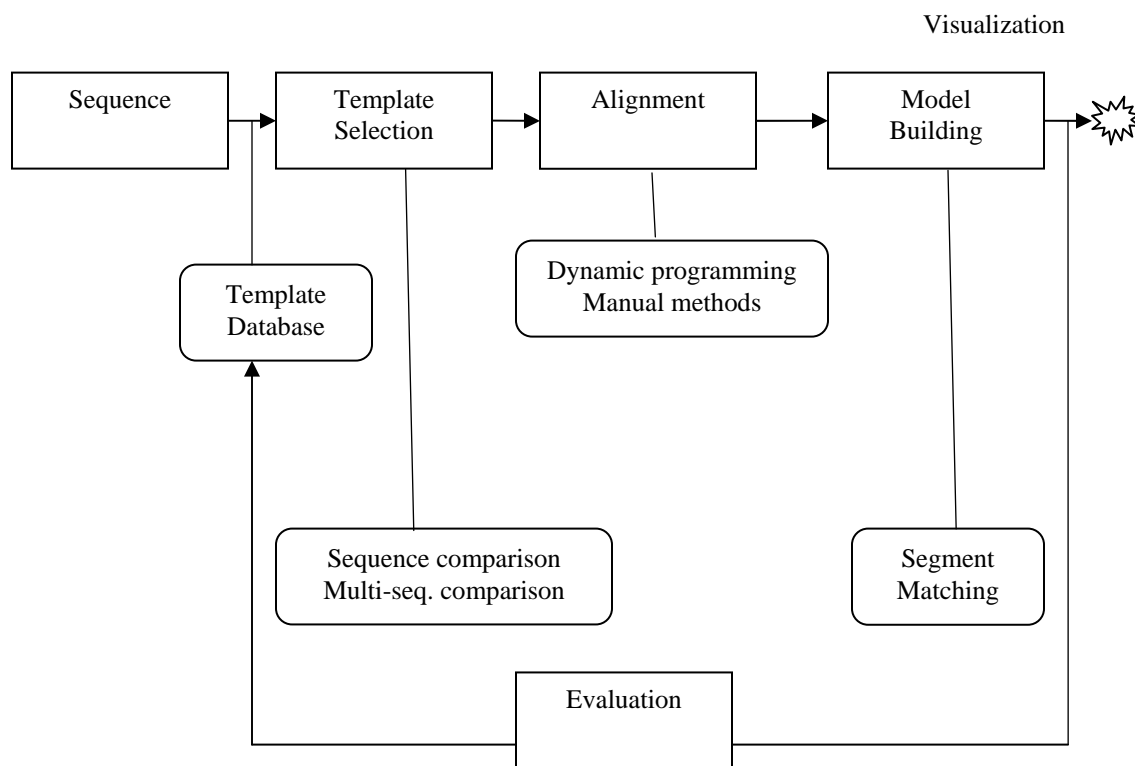 Visualization
Sequence
Template
Selection
Alignment
Model
Building
Template
Database
Dynamic programming
Manual methods
Sequence comparison
Multi-seq. comparison
Segment
Matching
Evaluation